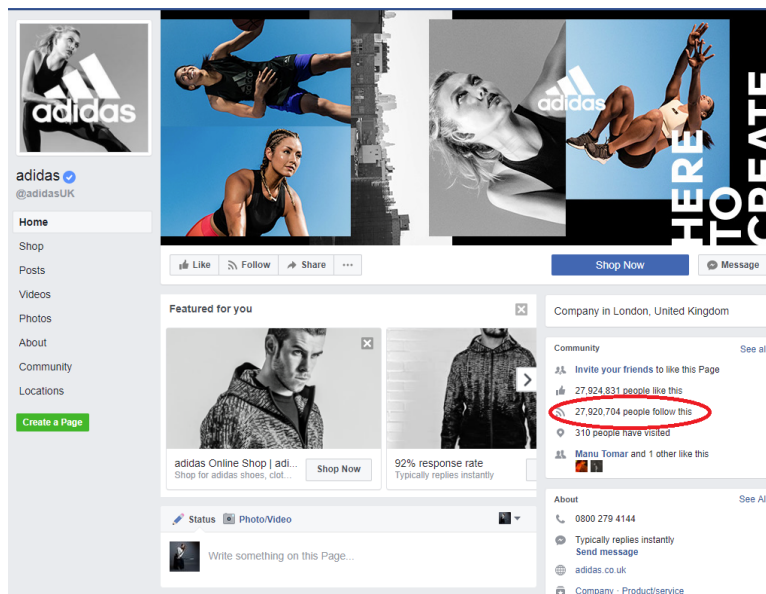 adidas
adidas
@adidasUK
Home
Shop
Posts
Videos
Photos
About
Community
Locations
Create a Page
adidas
HERE
TO
CREATE
Like
Follow
Share
Shop Now
Message
Featured for you
adidas Online Shop | adi...
Shop for adidas shoes, clot...
Shop Now
92% response rate
Typically replies instantly
Status
Photo/Video
Write something on this Page...
Company in London, United Kingdom
Community
See al
Invite your friends to like this Page
27,924,831 people like this
27,920,704 people follow this
310 people have visited
Manu Tomar and 1 other like this
About
See Al
0800 279 4144
Typically replies instantly
Send message
adidas.co.uk
Company · Product/service